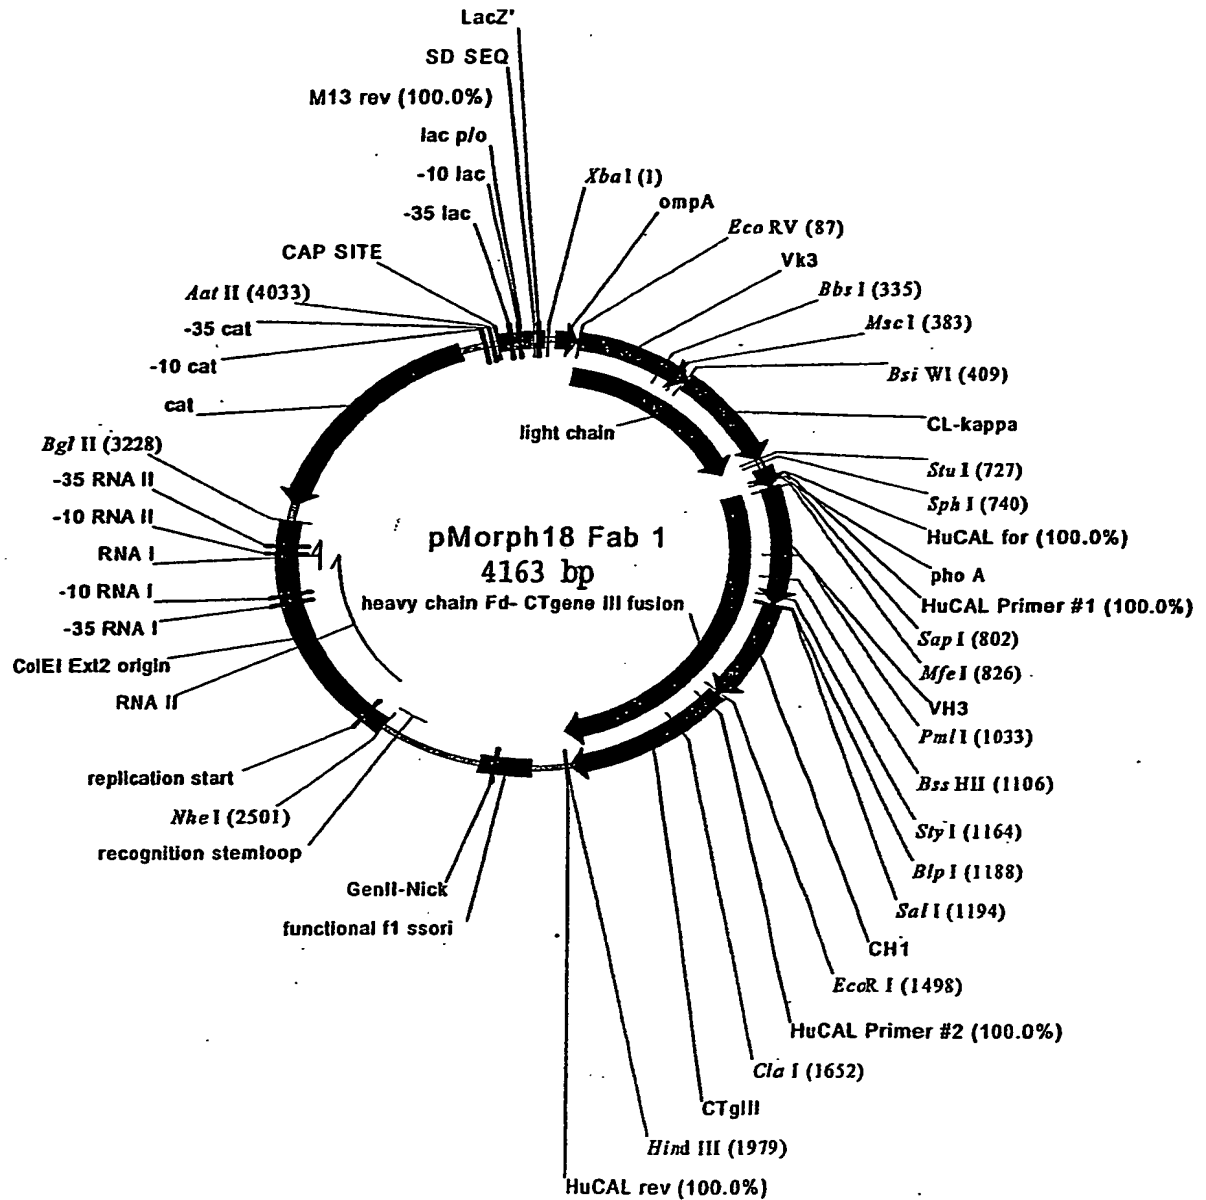 LacZ'
SD SEQ
M13 rev (100.0%)
lac p/o
-10 lac
-35 lac
CAP SITE
Aat II (4033)
-35 cat
-10 cat
cat
Bgl II (3228)
-35 RNA II
-10 RNA II
RNA I
-10 RNA I
-35 RNA I
ColEI Ext2 origin
RNA II
replication start
Nhe I (2501)
recognition stemloop
GenII-Nick
functional f1 ssori
Xba I (1)
ompA
Eco RV (87)
Vk3
Bbs I (335)
Msc I (383)
Bsi WI (409)
CL-kappa
Stu I (727)
Sph I (740)
HuCAL for (100.0%)
pho A
HuCAL Primer #1 (100.0%)
Sap I (802)
Mfe I (826)
VH3
Pml I (1033)
Bss HII (1106)
Sty I (1164)
Blp I (1188)
Sal I (1194)
CH1
EcoR I (1498)
HuCAL Primer #2 (100.0%)
Cla I (1652)
CTgIII
Hind III (1979)
HuCAL rev (100.0%)
light chain
pMorph18 Fab 1
4163 bp
heavy chain Fd- CTgene III fusion